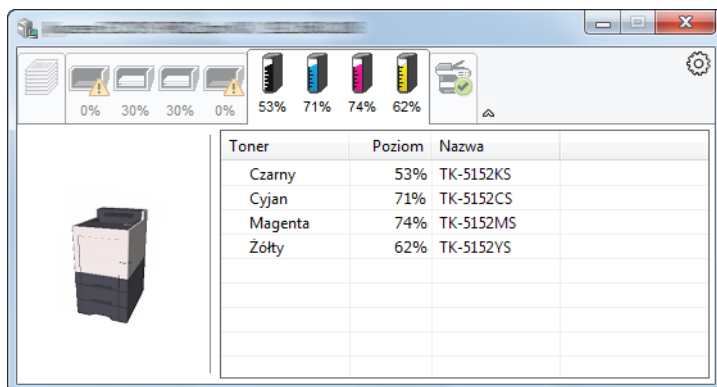 0% 30% 30% 0% 53% 71% 74% 62%
Toner Poziom Nazwa
Czarny 53% TK-5152KS
Cyjan 71% TK-5152CS
Magenta 74% TK-5152MS
Żółty 62% TK-5152YS